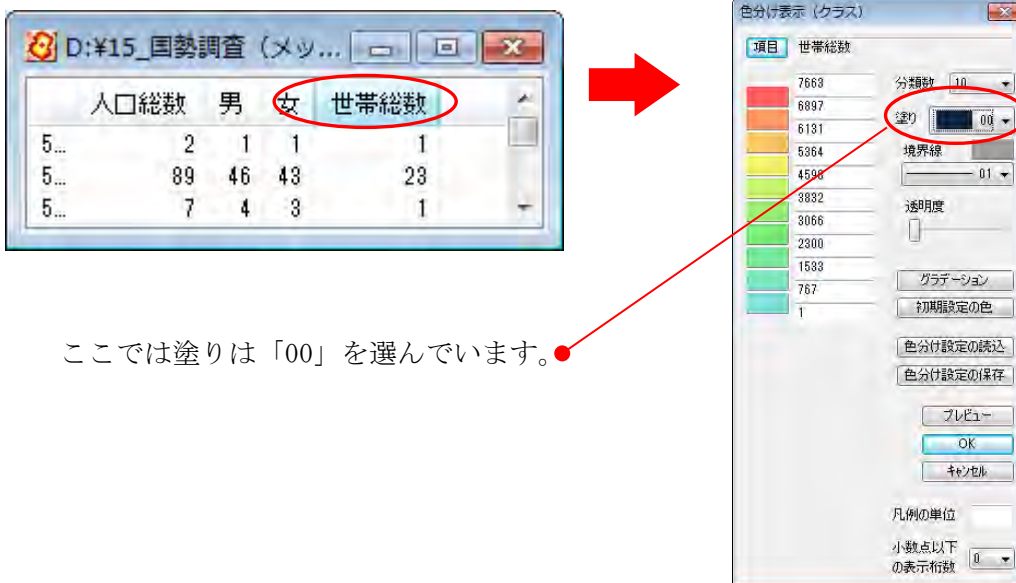 D:¥15_国勢調査（メッ...
人口総数 男 女 世帯総数
5... 2 1 1 1
5... 89 46 43 23
5... 7 4 3 1
ここでは塗りは「00」を選んでいます。
色分け表示（クラス）
項目 世帯総数
7663
6897
6131
5364
4598
3832
3066
2300
1533
767
1
分類数 10
塗り 00
境界線
01
透明度
グラデーション
初期設定の色
色分け設定の読込
色分け設定の保存
プレビュー
OK
キャンセル
凡例の単位
小数点以下
の表示桁数 0